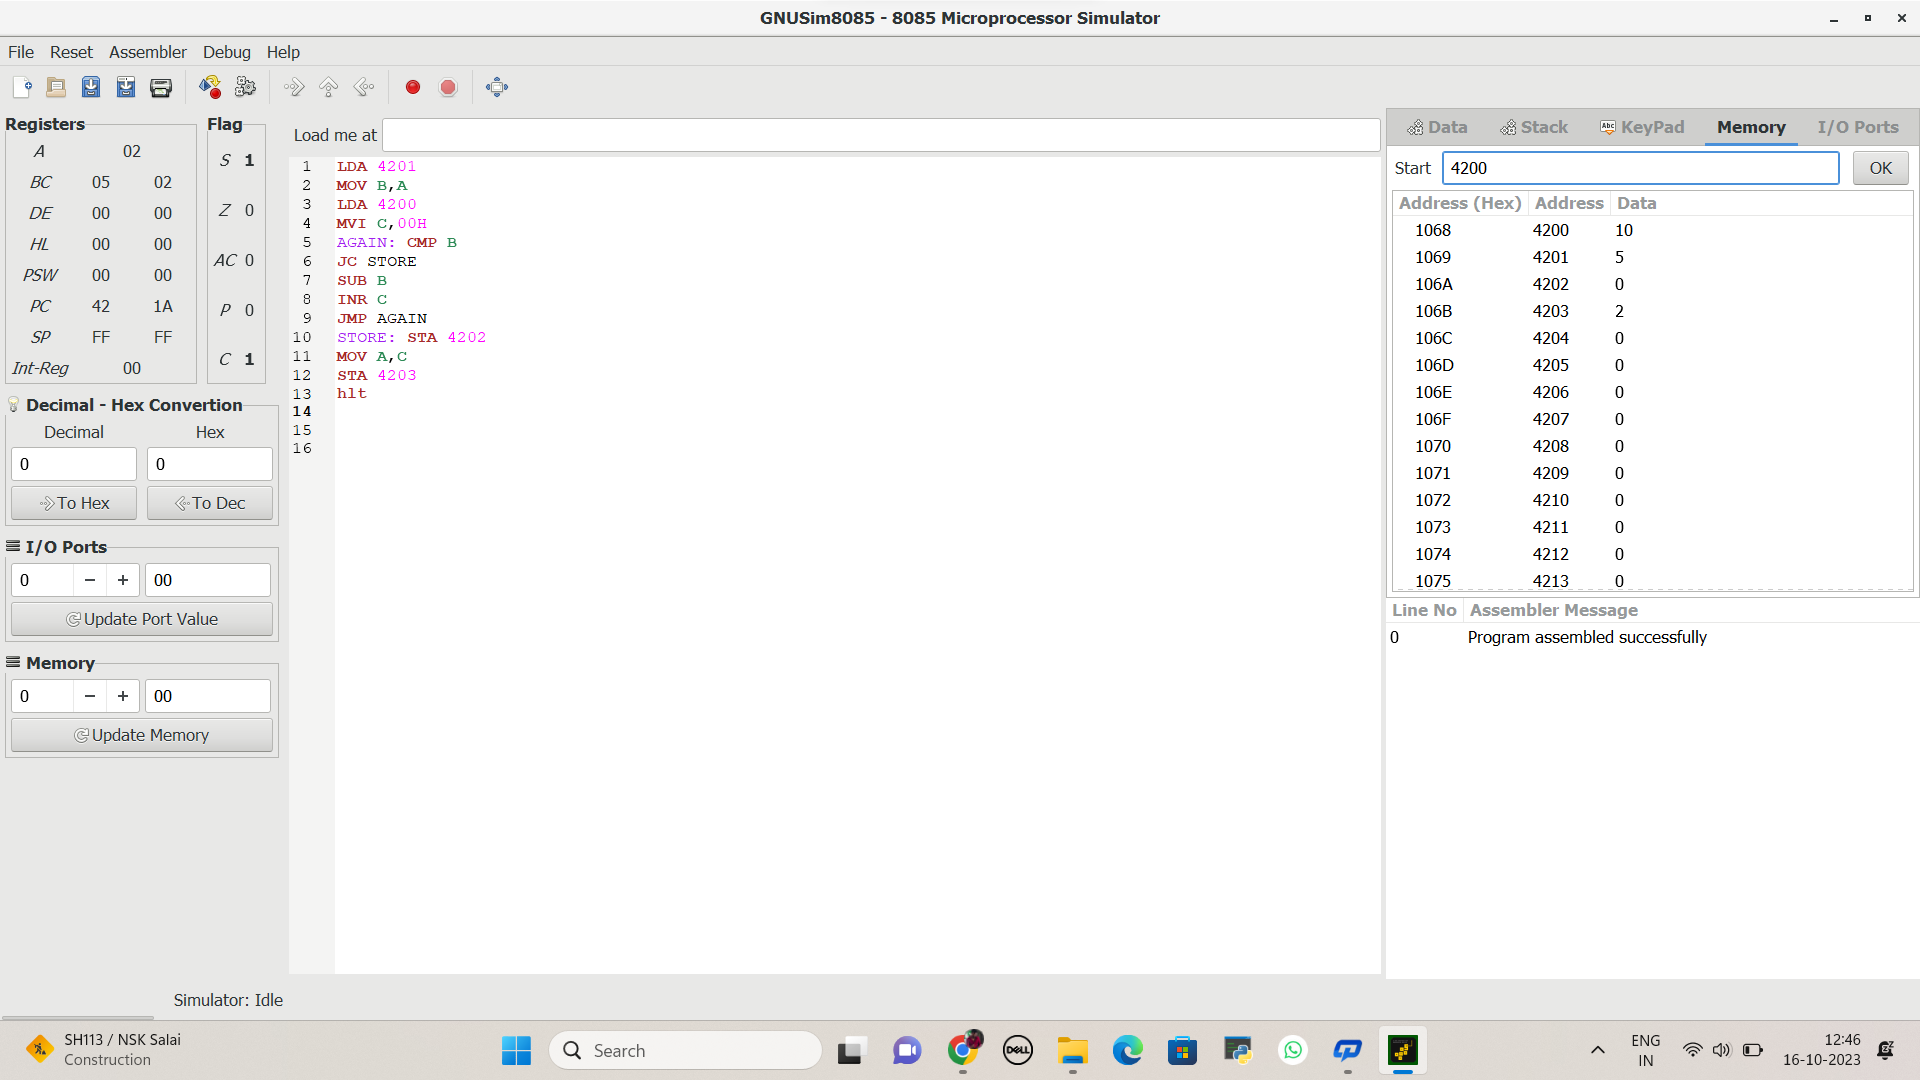 GNUSim8085 - 8085 Microprocessor Simulator
File Reset Assembler Debug Help
Registers
A 02
BC 05 02
DE 00 00
HL 00 00
PSW 00 00
PC 42 1A
SP FF FF
Int-Reg 00
Flag
S 1
Z 0
AC 0
P 0
C 1
Decimal - Hex Convertion
Decimal Hex
0 0
To Hex To Dec
I/O Ports
0 − + 00
Update Port Value
Memory
0 − + 00
Update Memory
Load me at
1 LDA 4201
2 MOV B,A
3 LDA 4200
4 MVI C,00H
5 AGAIN: CMP B
6 JC STORE
7 SUB B
8 INR C
9 JMP AGAIN
10 STORE: STA 4202
11 MOV A,C
12 STA 4203
13 hlt
14
15
16
Data Stack Abc KeyPad Memory I/O Ports
Start 4200 OK
Address (Hex) Address Data
1068 4200 10
1069 4201 5
106A 4202 0
106B 4203 2
106C 4204 0
106D 4205 0
106E 4206 0
106F 4207 0
1070 4208 0
1071 4209 0
1072 4210 0
1073 4211 0
1074 4212 0
1075 4213 0
Line No Assembler Message
0 Program assembled successfully
Simulator: Idle
SH113 / NSK Salai
Construction
Search
DELL
ENG
IN
12:46
16-10-2023